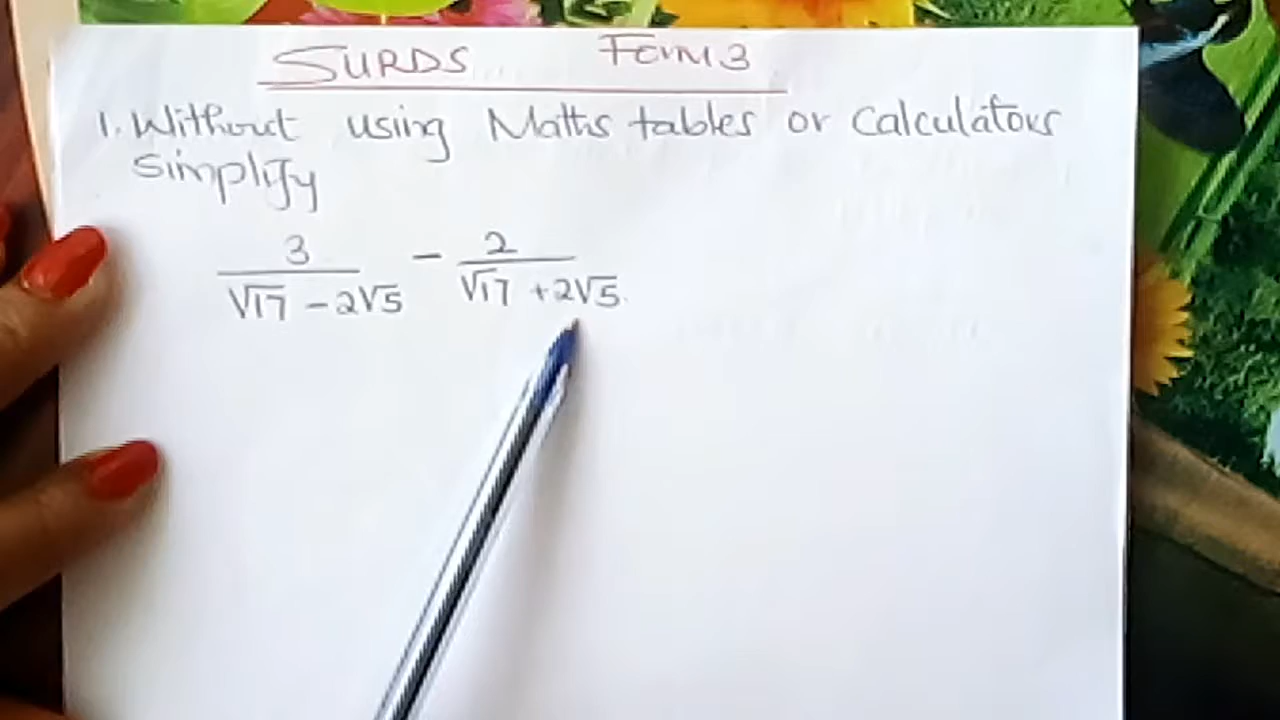 SURDS Form 3
1. Without using Maths tables or Calculators
Simplify
3/(√17 - 2√5) - 2/(√17 + 2√5)